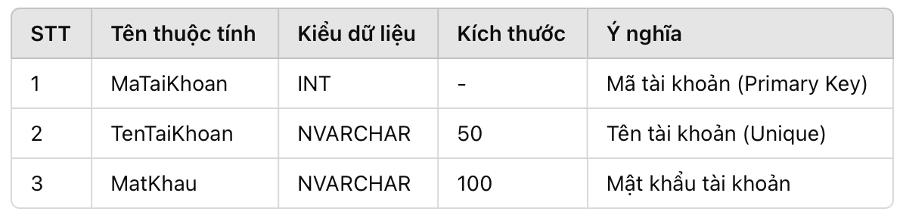 STT Tên thuộc tính Kiểu dữ liệu Kích thước Ý nghĩa
1 MaTaiKhoan INT - Mã tài khoản (Primary Key)
2 TenTaiKhoan NVARCHAR 50 Tên tài khoản (Unique)
3 MatKhau NVARCHAR 100 Mật khẩu tài khoản